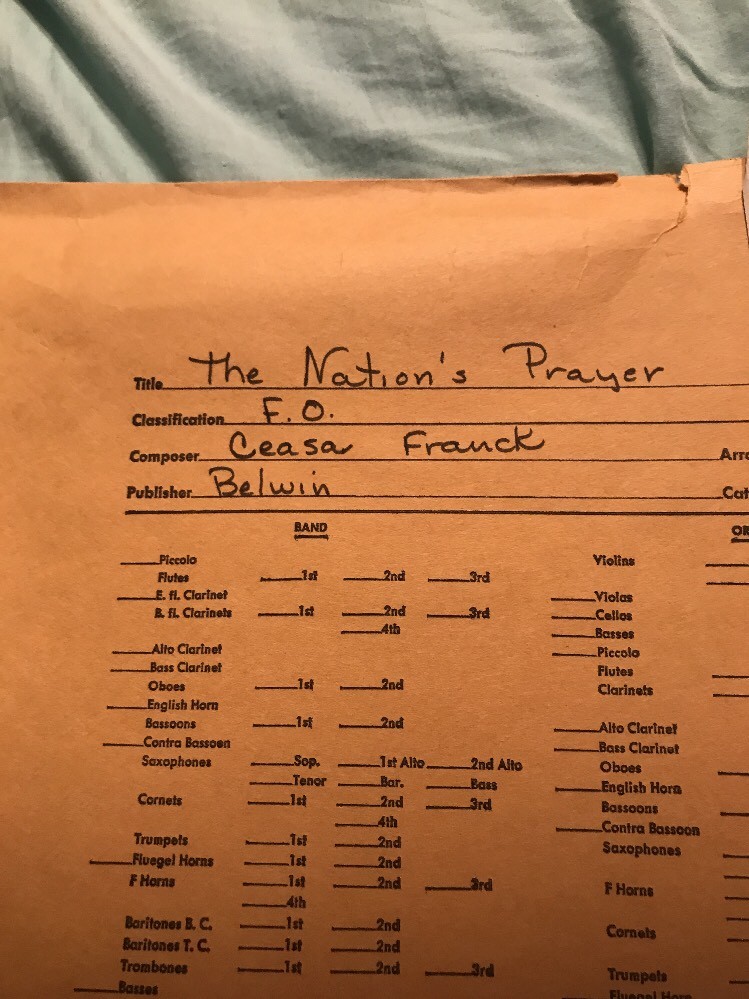 Title The Nation's Prayer
Classification F.O.
Composer Ceasar Franck Arr
Publisher Belwin Cat
BAND OR
Piccolo Violins
Flutes 1st 2nd 3rd
E. fl. Clarinet Violas
B. fl. Clarinets 1st 2nd 3rd Cellos
4th Basses
Alto Clarinet Piccolo
Bass Clarinet Flutes
Oboes 1st 2nd Clarinets
English Horn
Bassoons 1st 2nd Alto Clarinet
Contra Bassoon Bass Clarinet
Saxophones Sop. 1st Alto 2nd Alto Oboes
Tenor Bar. Bass English Horn
Cornets 1st 2nd 3rd Bassoons
4th Contra Bassoon
Trumpets 1st 2nd Saxophones
Fluegel Horns 1st 2nd
F Horns 1st 2nd 3rd F Horns
4th
Baritones B. C. 1st 2nd Cornets
Baritones T. C. 1st 2nd
Trombones 1st 2nd 3rd Trumpets
Basses Fluegel Horn